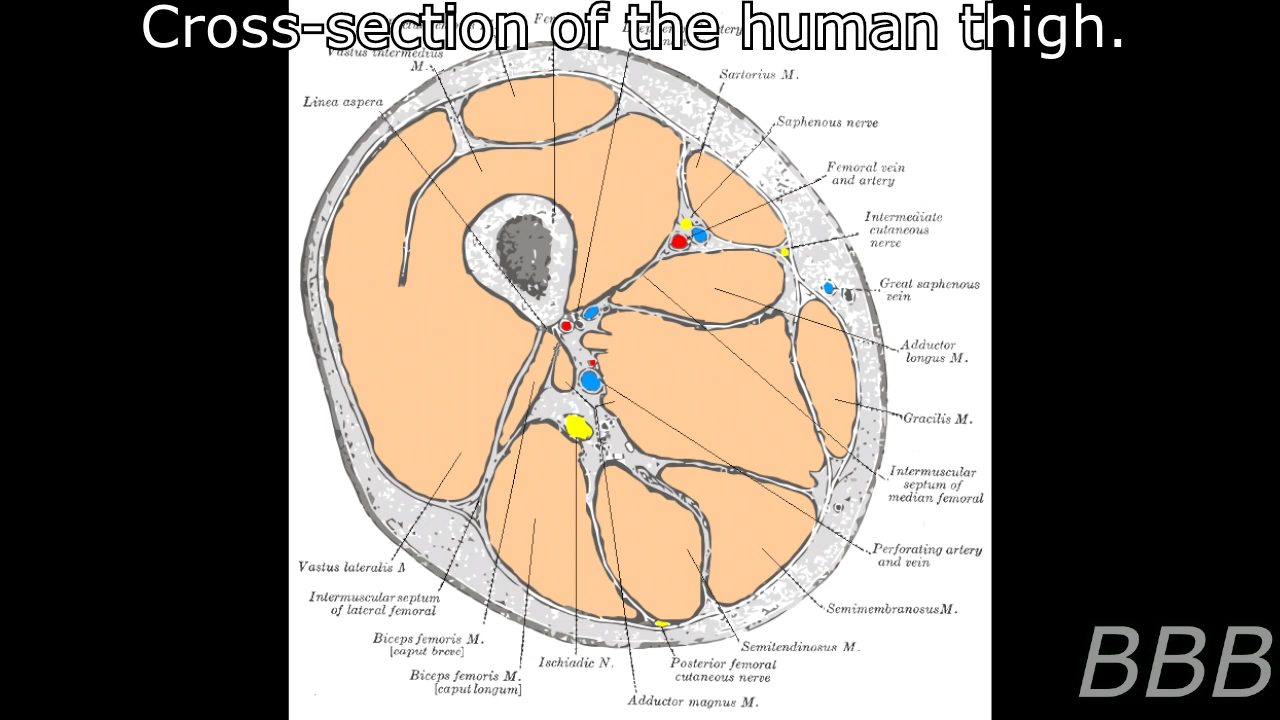 Cross-section of the human thigh.
Vastus intermedius
M.
Linea aspera
Sartorius M.
Saphenous nerve
Femoral vein
and artery
Intermediate
cutaneous
nerve
Great saphenous
vein
Adductor
longus M.
Gracilis M.
Intermuscular
septum of
median femoral
Perforating artery
and vein
Semimembranosus M.
Semitendinosus M.
Posterior femoral
cutaneous nerve
Adductor magnus M.
Ischiadic N.
Biceps femoris M.
[caput longum]
Biceps femoris M.
[caput breve]
Intermuscular septum
of lateral femoral
Vastus lateralis
BBB